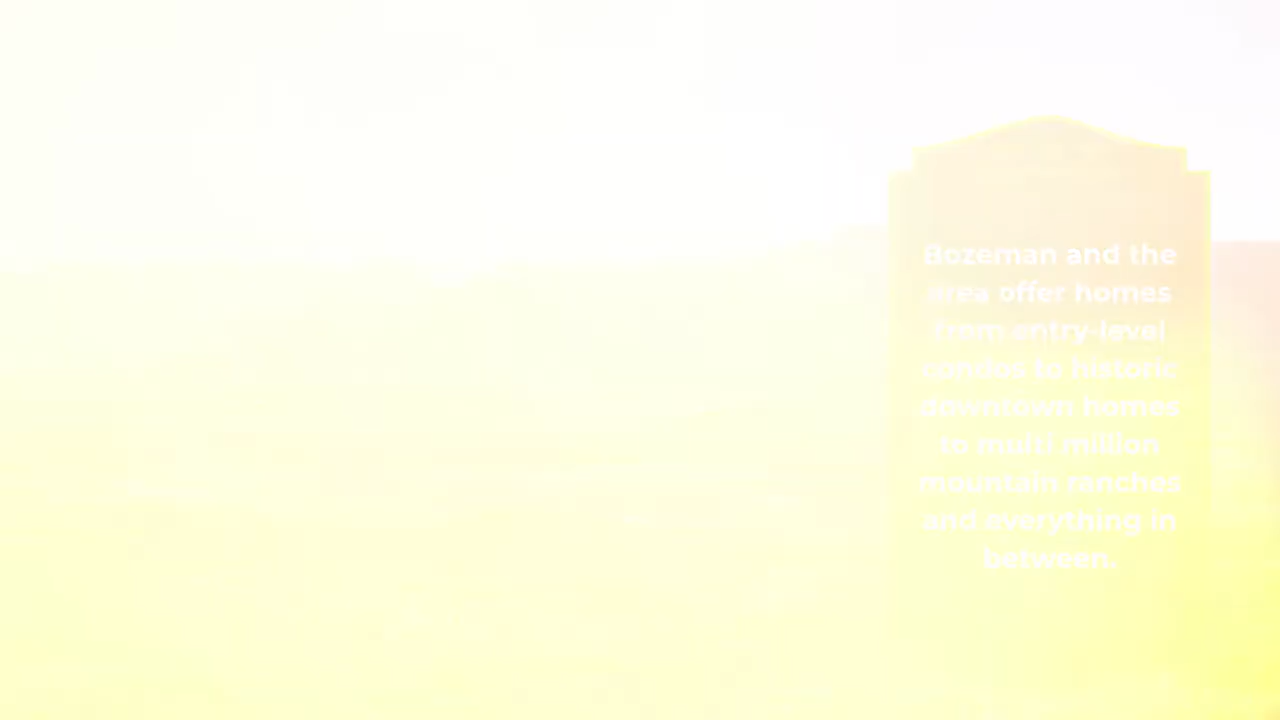 Bozeman and the
area offer homes
from entry-level
condos to historic
downtown homes
to multi million
mountain ranches
and everything in
between.